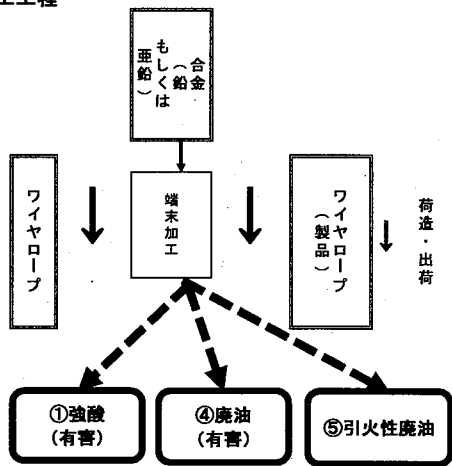 合金
（鉛
もしくは
亜鉛）
ワイヤロープ
端末加工
ワイヤロープ
（製品）
荷造・出荷
①強酸
(有害)
④廃油
(有害)
⑤引火性廃油